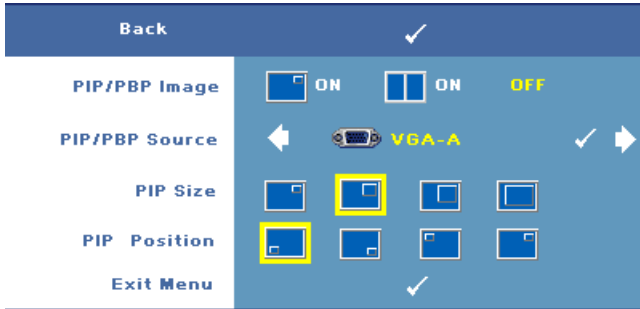 Back
PIP/PBP Image ON ON OFF
PIP/PBP Source VGA-A
PIP Size
PIP Position
Exit Menu